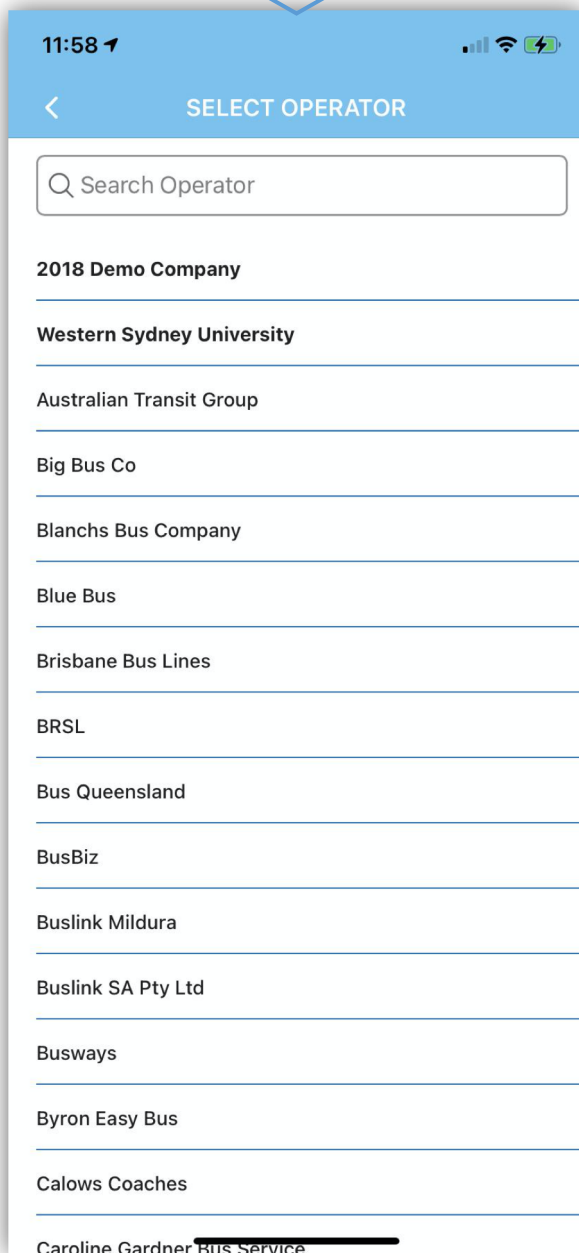 11:58
SELECT OPERATOR
Search Operator
2018 Demo Company
Western Sydney University
Australian Transit Group
Big Bus Co
Blanchs Bus Company
Blue Bus
Brisbane Bus Lines
BRSL
Bus Queensland
BusBiz
Buslink Mildura
Buslink SA Pty Ltd
Busways
Byron Easy Bus
Calows Coaches
Caroline Gardner Bus Service